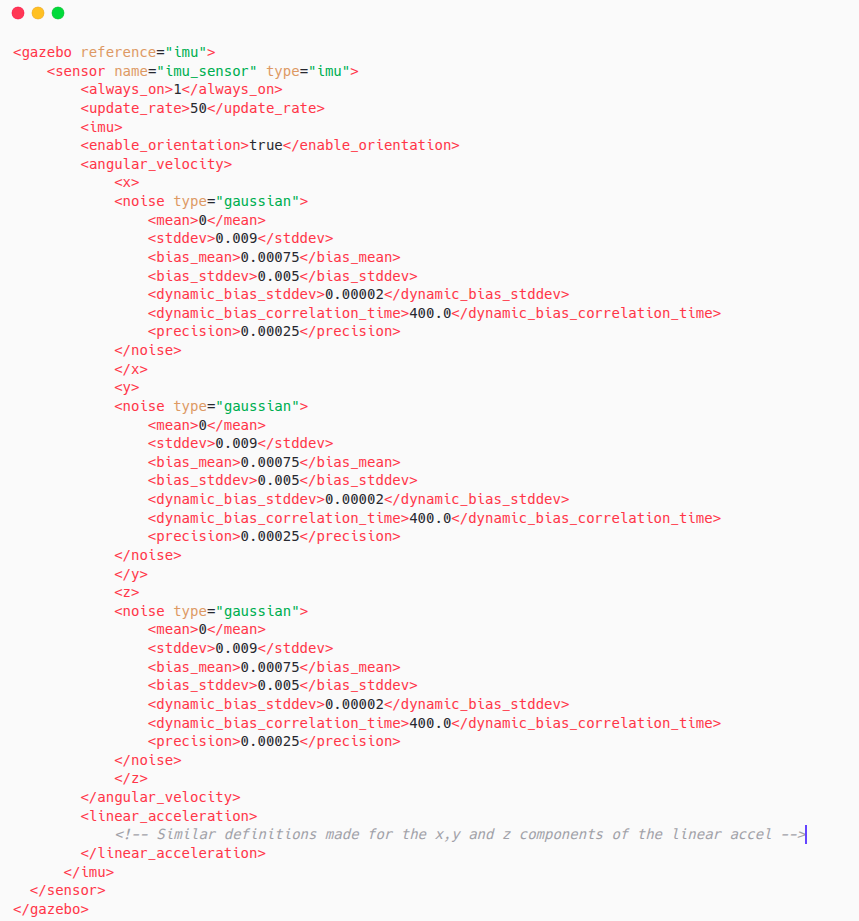 <gazebo reference="imu">
<sensor name="imu_sensor" type="imu">
<always_on>1</always_on>
<update_rate>50</update_rate>
<imu>
<enable_orientation>true</enable_orientation>
<angular_velocity>
<x>
<noise type="gaussian">
<mean>0</mean>
<stddev>0.009</stddev>
<bias_mean>0.00075</bias_mean>
<bias_stddev>0.005</bias_stddev>
<dynamic_bias_stddev>0.00002</dynamic_bias_stddev>
<dynamic_bias_correlation_time>400.0</dynamic_bias_correlation_time>
<precision>0.00025</precision>
</noise>
</x>
<y>
<noise type="gaussian">
<mean>0</mean>
<stddev>0.009</stddev>
<bias_mean>0.00075</bias_mean>
<bias_stddev>0.005</bias_stddev>
<dynamic_bias_stddev>0.00002</dynamic_bias_stddev>
<dynamic_bias_correlation_time>400.0</dynamic_bias_correlation_time>
<precision>0.00025</precision>
</noise>
</y>
<z>
<noise type="gaussian">
<mean>0</mean>
<stddev>0.009</stddev>
<bias_mean>0.00075</bias_mean>
<bias_stddev>0.005</bias_stddev>
<dynamic_bias_stddev>0.00002</dynamic_bias_stddev>
<dynamic_bias_correlation_time>400.0</dynamic_bias_correlation_time>
<precision>0.00025</precision>
</noise>
</z>
</angular_velocity>
<linear_acceleration>
<!-- Similar definitions made for the x,y and z components of the linear accel -->
</linear_acceleration>
</imu>
</sensor>
</gazebo>